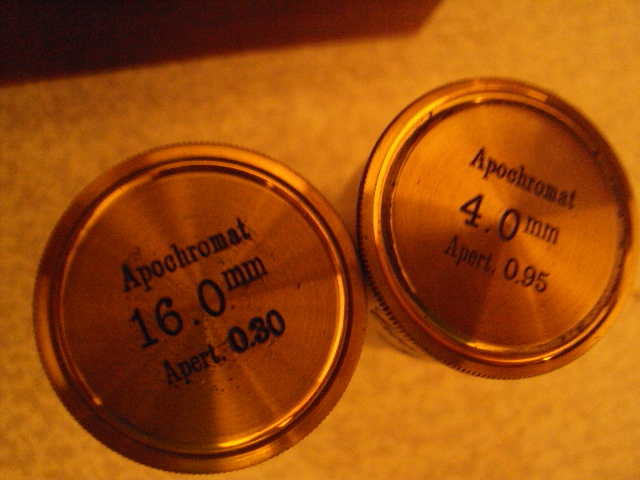 Apochromat
16.0mm
Apert. 0.30
Apochromat
4.0mm
Apert. 0.95